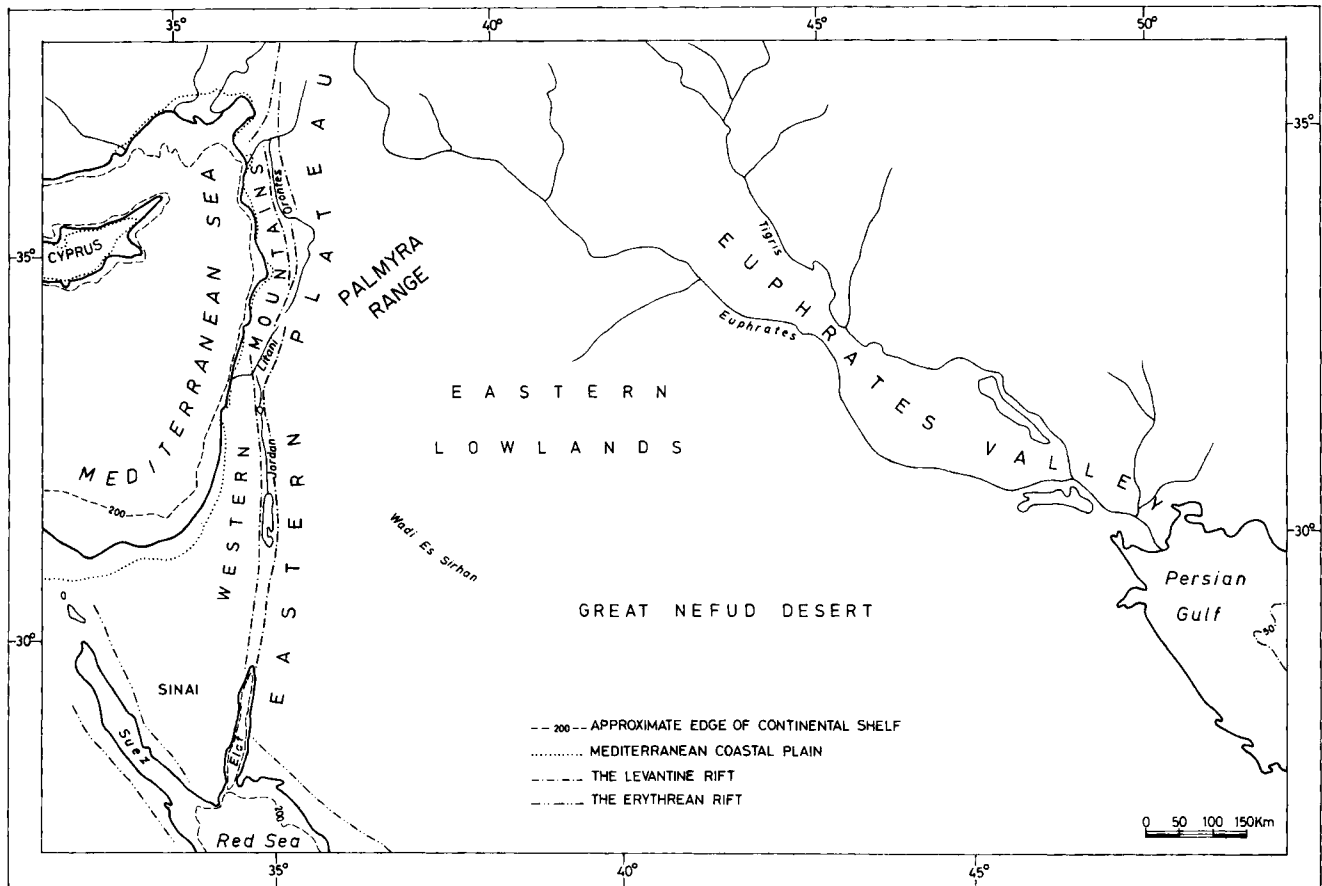 35°
40°
45°
50°
35°
35°
30°
30°
35°
40°
45°
MEDITERRANEAN SEA
CYPRUS
WESTERN MOUNTAINS
EASTERN PLATEAU
Orontes
Litani
Jordan
PALMYRA
RANGE
EASTERN
LOWLANDS
Tigris
Euphrates
EUPHRATES VALLEY
Wadi Es Sirhan
GREAT NEFUD DESERT
Persian
Gulf
30
200
SINAI
Suez
Red Sea
200
--200-- APPROXIMATE EDGE OF CONTINENTAL SHELF
MEDITERRANEAN COASTAL PLAIN
THE LEVANTINE RIFT
THE ERYTHREAN RIFT
0 50 100 150Km